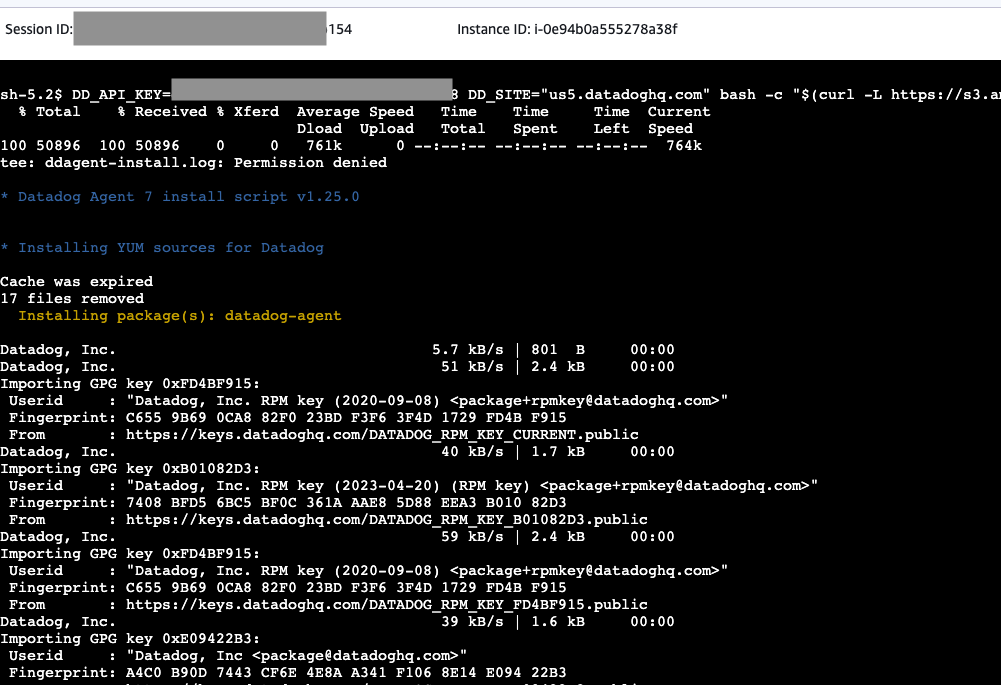 Session ID: 154 Instance ID: i-0e94b0a555278a38f
sh-5.2$ DD_API_KEY= 8 DD_SITE="us5.datadoghq.com" bash -c "$(curl -L https://s3.a
% Total % Received % Xferd Average Speed Time Time Time Current
Dload Upload Total Spent Left Speed
100 50896 100 50896 0 0 761k 0 --:--:-- --:--:-- --:--:-- 764k
tee: ddagent-install.log: Permission denied
* Datadog Agent 7 install script v1.25.0
* Installing YUM sources for Datadog
Cache was expired
17 files removed
Installing package(s): datadog-agent
Datadog, Inc. 5.7 kB/s | 801 B 00:00
Datadog, Inc. 51 kB/s | 2.4 kB 00:00
Importing GPG key 0xFD4BF915:
Userid : "Datadog, Inc. RPM key (2020-09-08) <package+rpmkey@datadoghq.com>"
Fingerprint: C655 9B69 0CA8 82F0 23BD F3F6 3F4D 1729 FD4B F915
From : https://keys.datadoghq.com/DATADOG_RPM_KEY_CURRENT.public
Datadog, Inc. 40 kB/s | 1.7 kB 00:00
Importing GPG key 0xB01082D3:
Userid : "Datadog, Inc. RPM key (2023-04-20) (RPM key) <package+rpmkey@datadoghq.com>"
Fingerprint: 7408 BFD5 6BC5 BF0C 361A AAE8 5D88 EEA3 B010 82D3
From : https://keys.datadoghq.com/DATADOG_RPM_KEY_B01082D3.public
Datadog, Inc. 59 kB/s | 2.4 kB 00:00
Importing GPG key 0xFD4BF915:
Userid : "Datadog, Inc. RPM key (2020-09-08) <package+rpmkey@datadoghq.com>"
Fingerprint: C655 9B69 0CA8 82F0 23BD F3F6 3F4D 1729 FD4B F915
From : https://keys.datadoghq.com/DATADOG_RPM_KEY_FD4BF915.public
Datadog, Inc. 39 kB/s | 1.6 kB 00:00
Importing GPG key 0xE09422B3:
Userid : "Datadog, Inc <package@datadoghq.com>"
Fingerprint: A4C0 B90D 7443 CF6E 4E8A A341 F106 8E14 E094 22B3